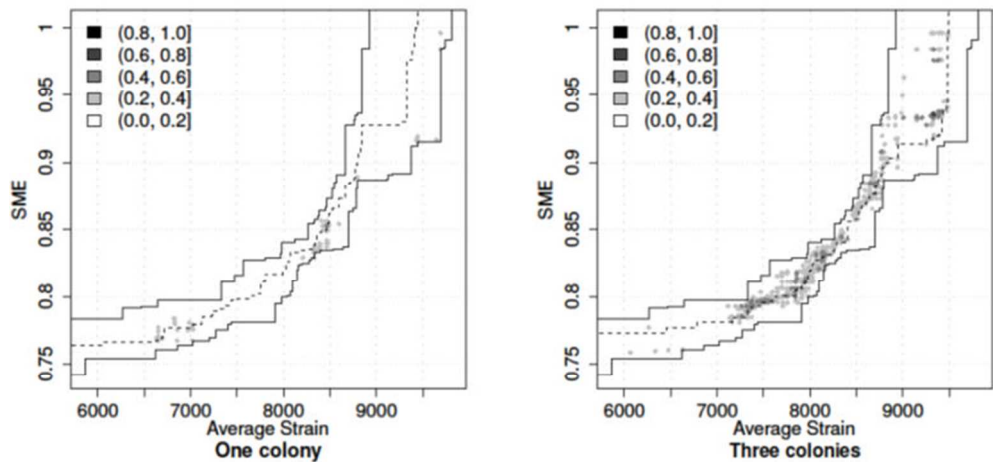 1
0.95
0.9
0.85
0.8
0.75
SME
(0.8, 1.0]
(0.6, 0.8]
(0.4, 0.6]
(0.2, 0.4]
(0.0, 0.2]
6000 7000 8000 9000
Average Strain
One colony
1
0.95
0.9
0.85
0.8
0.75
SME
(0.8, 1.0]
(0.6, 0.8]
(0.4, 0.6]
(0.2, 0.4]
(0.0, 0.2]
6000 7000 8000 9000
Average Strain
Three colonies